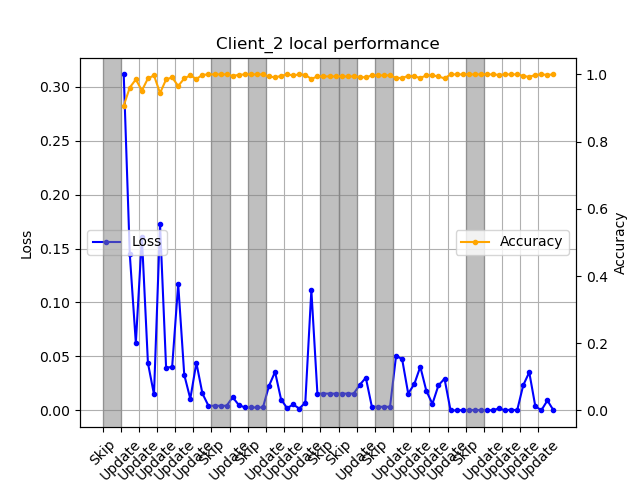 Client_2 local performance
0.30
0.25
0.20
0.15
0.10
0.05
0.00
Loss
Loss
Accuracy
1.0
0.8
0.6
0.4
0.2
0.0
Accuracy
Skip
Update
Update
Update
Update
Update
Skip
Update
Skip
Update
Update
Update
Skip
Skip
Update
Skip
Update
Update
Update
Update
Skip
Update
Update
Update
Update